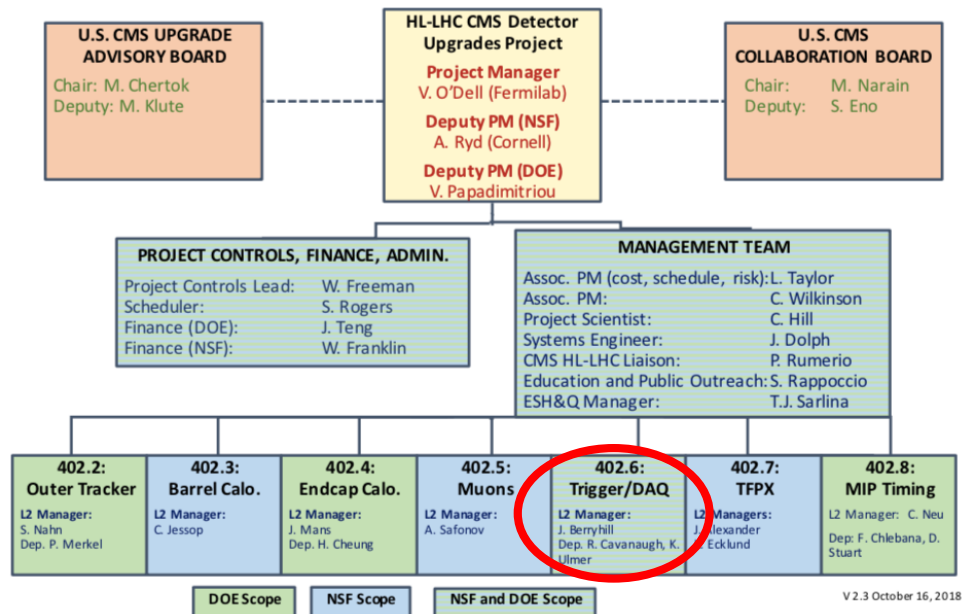 U.S. CMS UPGRADE
ADVISORY BOARD
Chair: M. Chertok
Deputy: M. Klute
HL-LHC CMS Detector
Upgrades Project
Project Manager
V. O'Dell (Fermilab)
Deputy PM (NSF)
A. Ryd (Cornell)
Deputy PM (DOE)
V. Papadimitriou
U.S. CMS
COLLABORATION BOARD
Chair: M. Narain
Deputy: S. Eno
PROJECT CONTROLS, FINANCE, ADMIN.
Project Controls Lead: W. Freeman
Scheduler: S. Rogers
Finance (DOE): J. Teng
Finance (NSF): W. Franklin
MANAGEMENT TEAM
Assoc. PM (cost, schedule, risk): L. Taylor
Assoc. PM: C. Wilkinson
Project Scientist: C. Hill
Systems Engineer: J. Dolph
CMS HL-LHC Liaison: P. Rumerio
Education and Public Outreach: S. Rappoccio
ESH&Q Manager: T.J. Sarlina
402.2:
Outer Tracker
L2 Manager:
S. Nahn
Dep. P. Merkel
402.3:
Barrel Calo.
L2 Manager:
C. Jessop
402.4:
Endcap Calo.
L2 Manager:
J. Mans
Dep. H. Cheung
402.5:
Muons
L2 Manager:
A. Safonov
402.6:
Trigger/DAQ
L2 Manager:
J. Berryhill
Dep. R. Cavanaugh, K.
Ulmer
402.7:
TFPX
L2 Managers:
J. Alexander
Ecklund
402.8:
MIP Timing
L2 Manager: C. Neu
Dep: F. Chlebana, D.
Stuart
DOE Scope
NSF Scope
NSF and DOE Scope
V 2.3 October 16, 2018